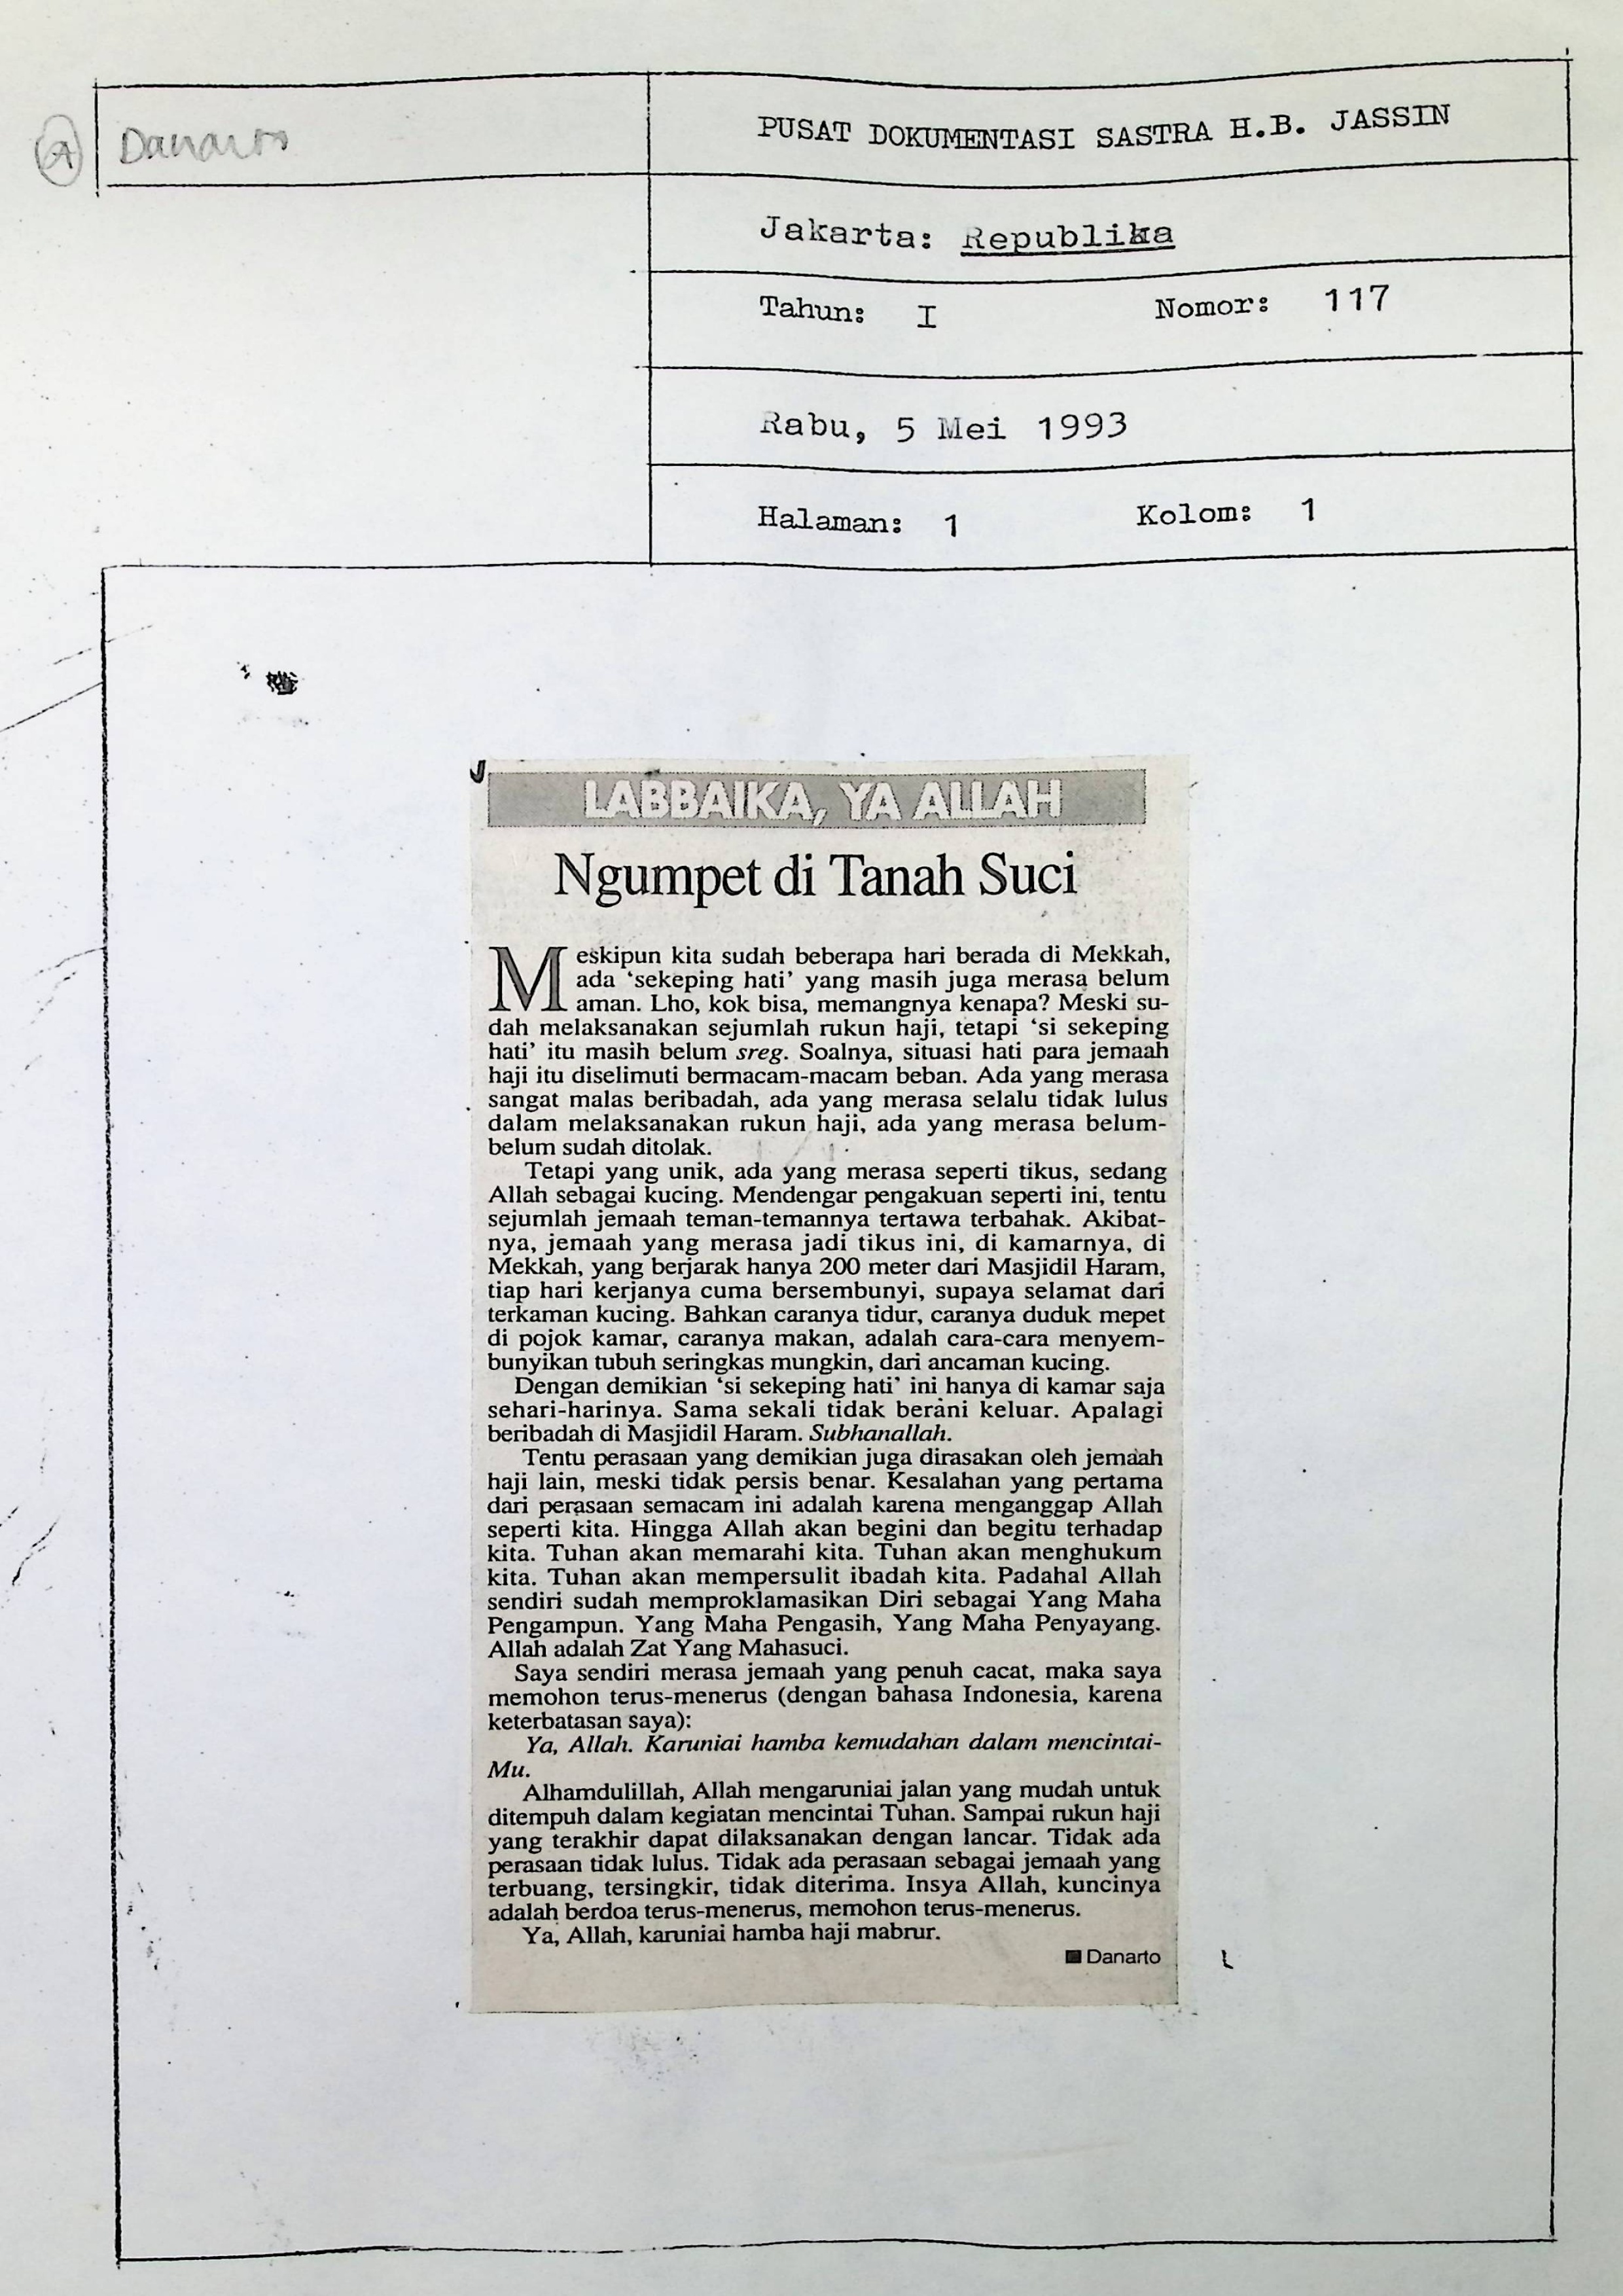 A
Danarto
PUSAT DOKUMENTASI SASTRA H.B. JASSIN
Jakarta: Republika
Tahun: I Nomor: 117
Rabu, 5 Mei 1993
Halaman: 1 Kolom: 1
LABBAIKA, YA ALLAH
Ngumpet di Tanah Suci
Meskipun kita sudah beberapa hari berada di Mekkah,
ada ‘sekeping hati’ yang masih juga merasa belum
aman. Lho, kok bisa, memangnya kenapa? Meski su-
dah melaksanakan sejumlah rukun haji, tetapi ‘si sekeping
hati’ itu masih belum sreg. Soalnya, situasi hati para jemaah
haji itu diselimuti bermacam-macam beban. Ada yang merasa
sangat malas beribadah, ada yang merasa selalu tidak lulus
dalam melaksanakan rukun haji, ada yang merasa belum-
belum sudah ditolak.
Tetapi yang unik, ada yang merasa seperti tikus, sedang
Allah sebagai kucing. Mendengar pengakuan seperti ini, tentu
sejumlah jemaah teman-temannya tertawa terbahak. Akibat-
nya, jemaah yang merasa jadi tikus ini, di kamarnya, di
Mekkah, yang berjarak hanya 200 meter dari Masjidil Haram,
tiap hari kerjanya cuma bersembunyi, supaya selamat dari
terkaman kucing. Bahkan caranya tidur, caranya duduk mepet
di pojok kamar, caranya makan, adalah cara-cara menyem-
bunyikan tubuh seringkas mungkin, dari ancaman kucing.
Dengan demikian ‘si sekeping hati’ ini hanya di kamar saja
sehari-harinya. Sama sekali tidak berani keluar. Apalagi
beribadah di Masjidil Haram. Subhanallah.
Tentu perasaan yang demikian juga dirasakan oleh jemaah
haji lain, meski tidak persis benar. Kesalahan yang pertama
dari perasaan semacam ini adalah karena menganggap Allah
seperti kita. Hingga Allah akan begini dan begitu terhadap
kita. Tuhan akan memarahi kita. Tuhan akan menghukum
kita. Tuhan akan mempersulit ibadah kita. Padahal Allah
sendiri sudah memproklamasikan Diri sebagai Yang Maha
Pengampun. Yang Maha Pengasih, Yang Maha Penyayang.
Allah adalah Zat Yang Mahasuci.
Saya sendiri merasa jemaah yang penuh cacat, maka saya
memohon terus-menerus (dengan bahasa Indonesia, karena
keterbatasan saya):
Ya, Allah. Karuniai hamba kemudahan dalam mencintai-
Mu.
Alhamdulillah, Allah mengaruniai jalan yang mudah untuk
ditempuh dalam kegiatan mencintai Tuhan. Sampai rukun haji
yang terakhir dapat dilaksanakan dengan lancar. Tidak ada
perasaan tidak lulus. Tidak ada perasaan sebagai jemaah yang
terbuang, tersingkir, tidak diterima. Insya Allah, kuncinya
adalah berdoa terus-menerus, memohon terus-menerus.
Ya, Allah, karuniai hamba haji mabrur.
■ Danarto